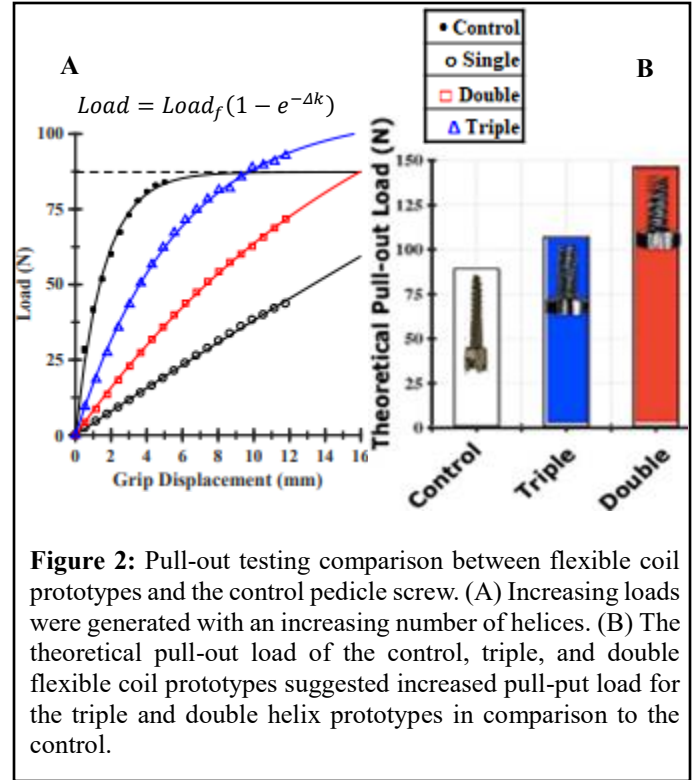 A
B
• Control
o Single
□ Double
Δ Triple
Load = Load_f(1 − e^{−Δk})
100
75
50
25
0
Load (N)
0 2 4 6 8 10 12 14 16
Grip Displacement (mm)
Theoretical Pull-out Load (N)
150
125
100
75
50
25
0
Control
Triple
Double
Figure 2: Pull-out testing comparison between flexible coil
prototypes and the control pedicle screw. (A) Increasing loads
were generated with an increasing number of helices. (B) The
theoretical pull-out load of the control, triple, and double
flexible coil prototypes suggested increased pull-put load for
the triple and double helix prototypes in comparison to the
control.